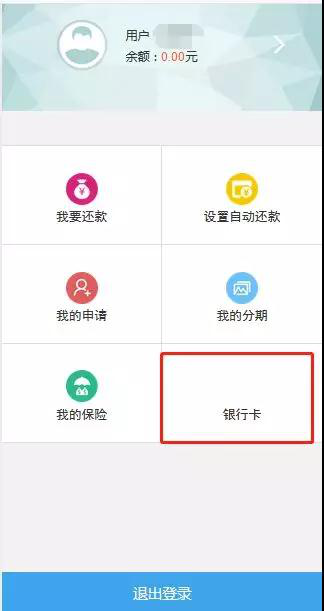 用户
余额：0.00元
我要还款
设置自动还款
我的申请
我的分期
我的保险
银行卡
退出登录